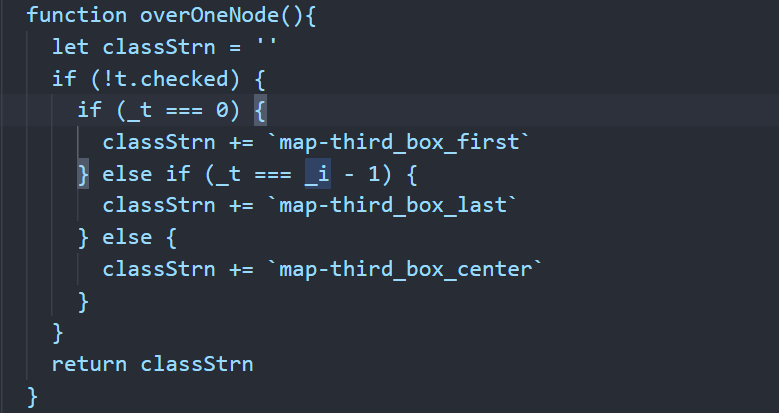 function overOneNode(){
  let classStrn = ''
  if (!t.checked) {
    if (_t === 0) {
      classStrn += `map-third_box_first`
    } else if (_t === _i - 1) {
      classStrn += `map-third_box_last`
    } else {
      classStrn += `map-third_box_center`
    }
  }
  return classStrn
}